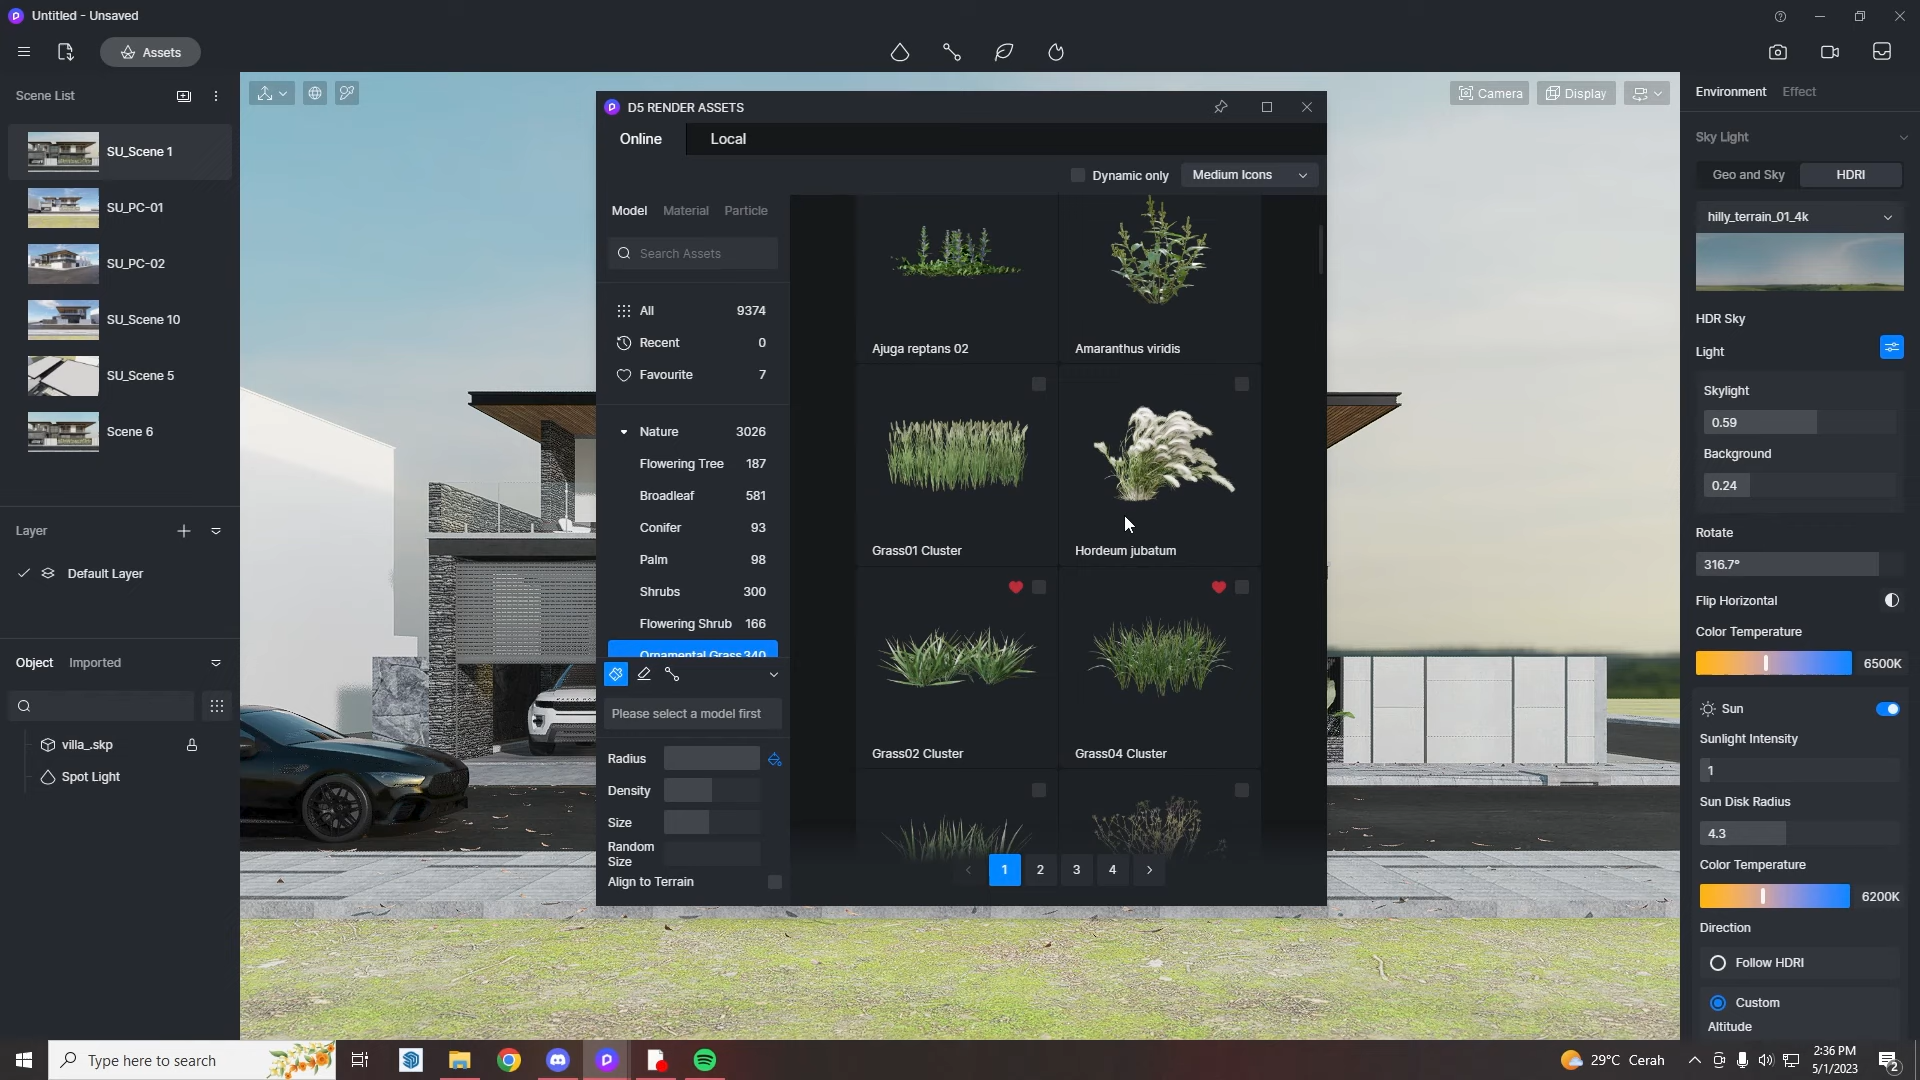 Untitled - Unsaved
Assets
Scene List
SU_Scene 1
SU_PC-01
SU_PC-02
SU_Scene 10
SU_Scene 5
Scene 6
Layer
Default Layer
Object Imported
villa_.skp
Spot Light
Camera
Display
D5 RENDER ASSETS
Online
Local
Dynamic only
Medium Icons
Model Material Particle
Search Assets
All 9374
Recent 0
Favourite 7
Nature 3026
Flowering Tree 187
Broadleaf 581
Conifer 93
Palm 98
Shrubs 300
Flowering Shrub 166
Ornamental Grass 340
Please select a model first
Radius
Density
Size
Random
Size
Align to Terrain
Ajuga reptans 02
Amaranthus viridis
Grass01 Cluster
Hordeum jubatum
Grass02 Cluster
Grass04 Cluster
1 2 3 4
Environment Effect
Sky Light
Geo and Sky
HDRI
hilly_terrain_01_4k
HDR Sky
Light
Skylight
0.59
Background
0.24
Rotate
316.7°
Flip Horizontal
Color Temperature
6500K
Sun
Sunlight Intensity
1
Sun Disk Radius
4.3
Color Temperature
6200K
Direction
Follow HDRI
Custom
Altitude
Type here to search
29°C Cerah
2:36 PM
5/1/2023
2